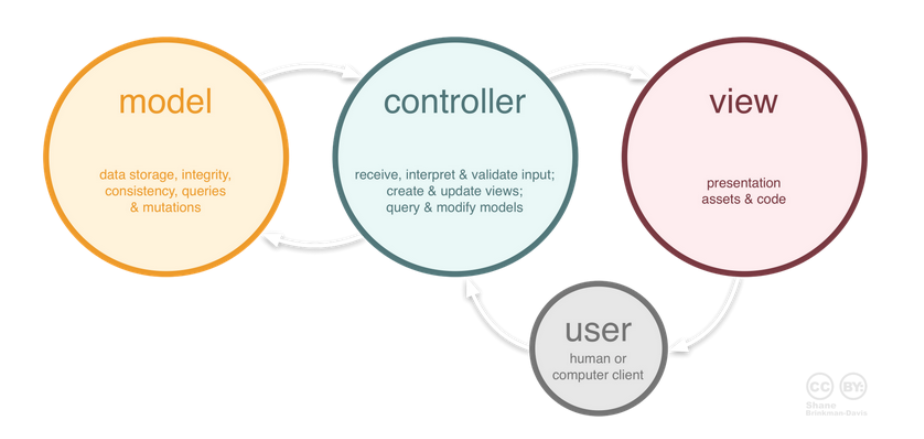 model
data storage, integrity,
consistency, queries
& mutations
controller
receive, interpret & validate input;
create & update views;
query & modify models
view
presentation
assets & code
user
human or
computer client
CC BY:
Shane
Brinkman-Davis